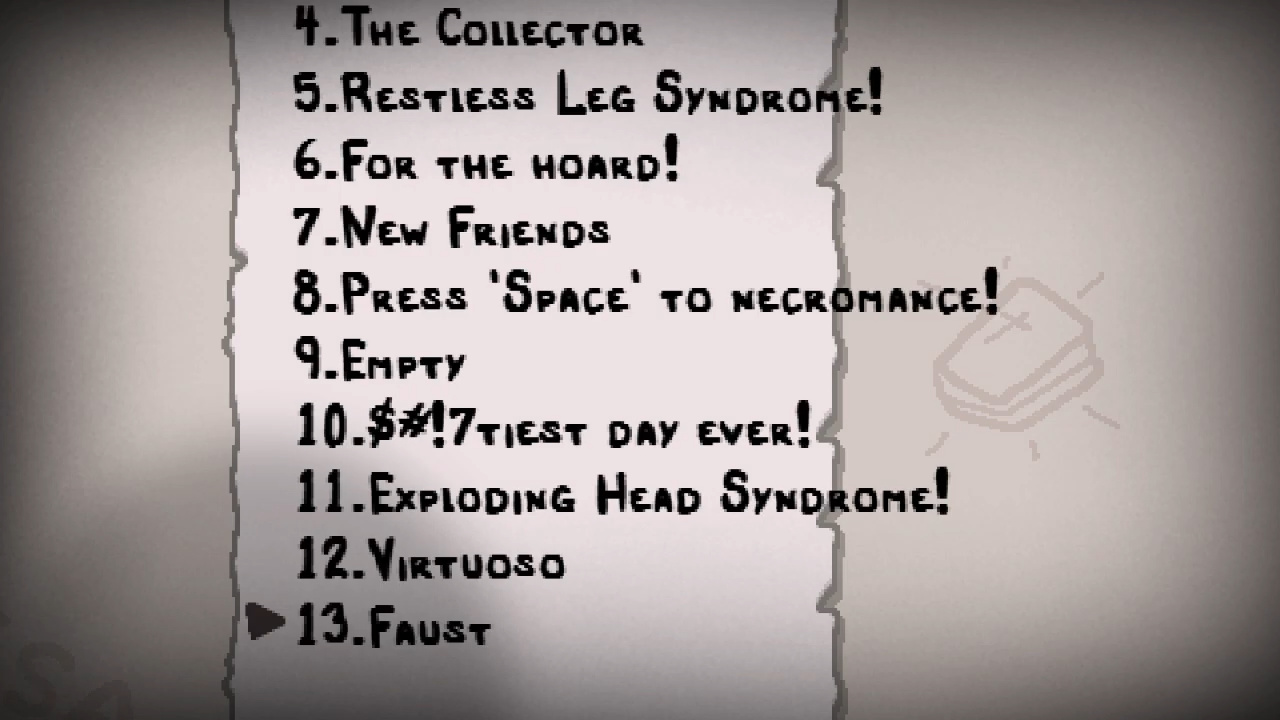 4.The Collector
5.Restless Leg Syndrome!
6.For the hoard!
7.New Friends
8.Press 'Space' to necromance!
9.Empty
10.$#!7tiest day ever!
11.Exploding Head Syndrome!
12.Virtuoso
13.Faust